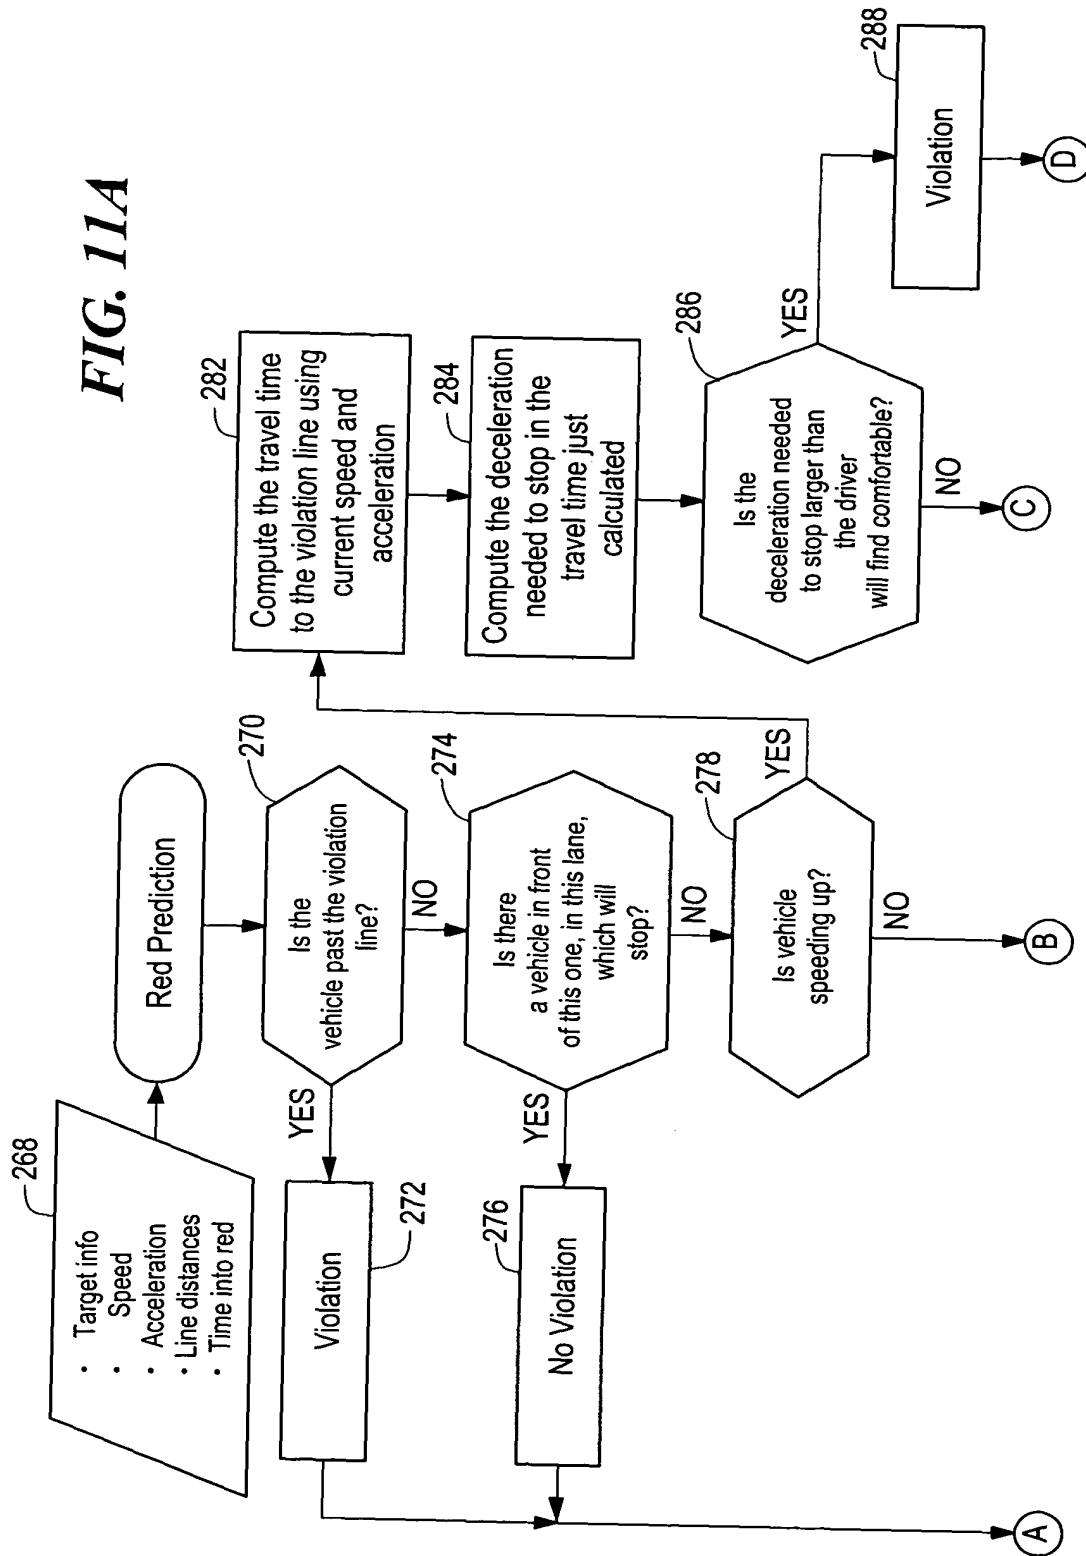 FIG. 11A
268
· Target info
· Speed
· Acceleration
· Line distances
· Time into red
Red Prediction
270
Is the
vehicle past the violation
line?
YES
NO
Violation
272
274
Is there
a vehicle in front
of this one, in this lane,
which will
stop?
YES
NO
276
No Violation
278
Is vehicle
speeding up?
YES
NO
A
B
282
Compute the travel time
to the violation line using
current speed and
acceleration
284
Compute the deceleration
needed to stop in the
travel time just
calculated
286
Is the
deceleration needed
to stop larger than
the driver
will find comfortable?
YES
NO
288
Violation
C
D